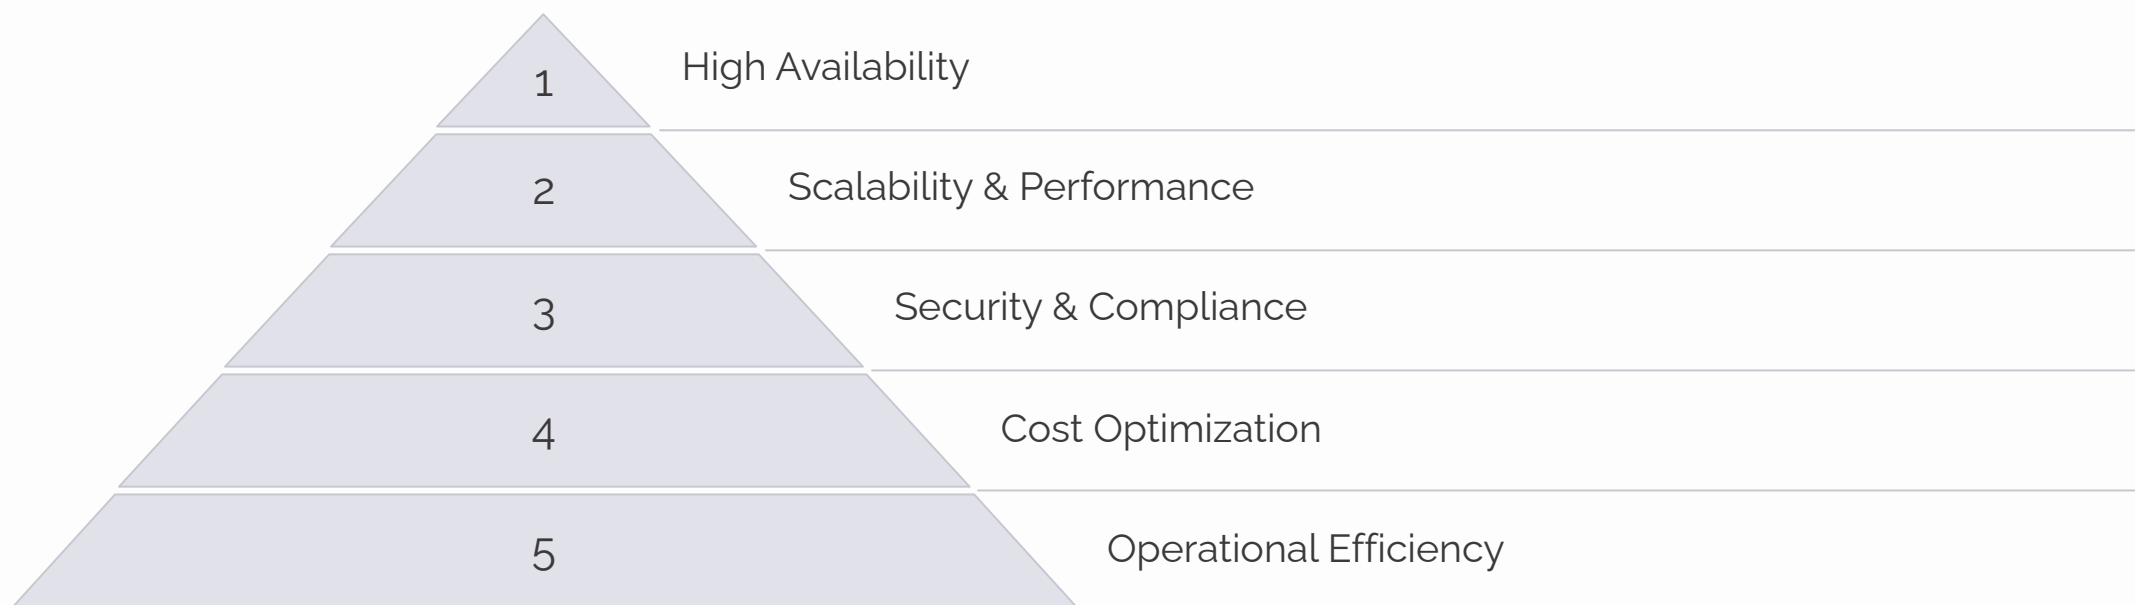 1
High Availability
2
Scalability & Performance
3
Security & Compliance
4
Cost Optimization
5
Operational Efficiency